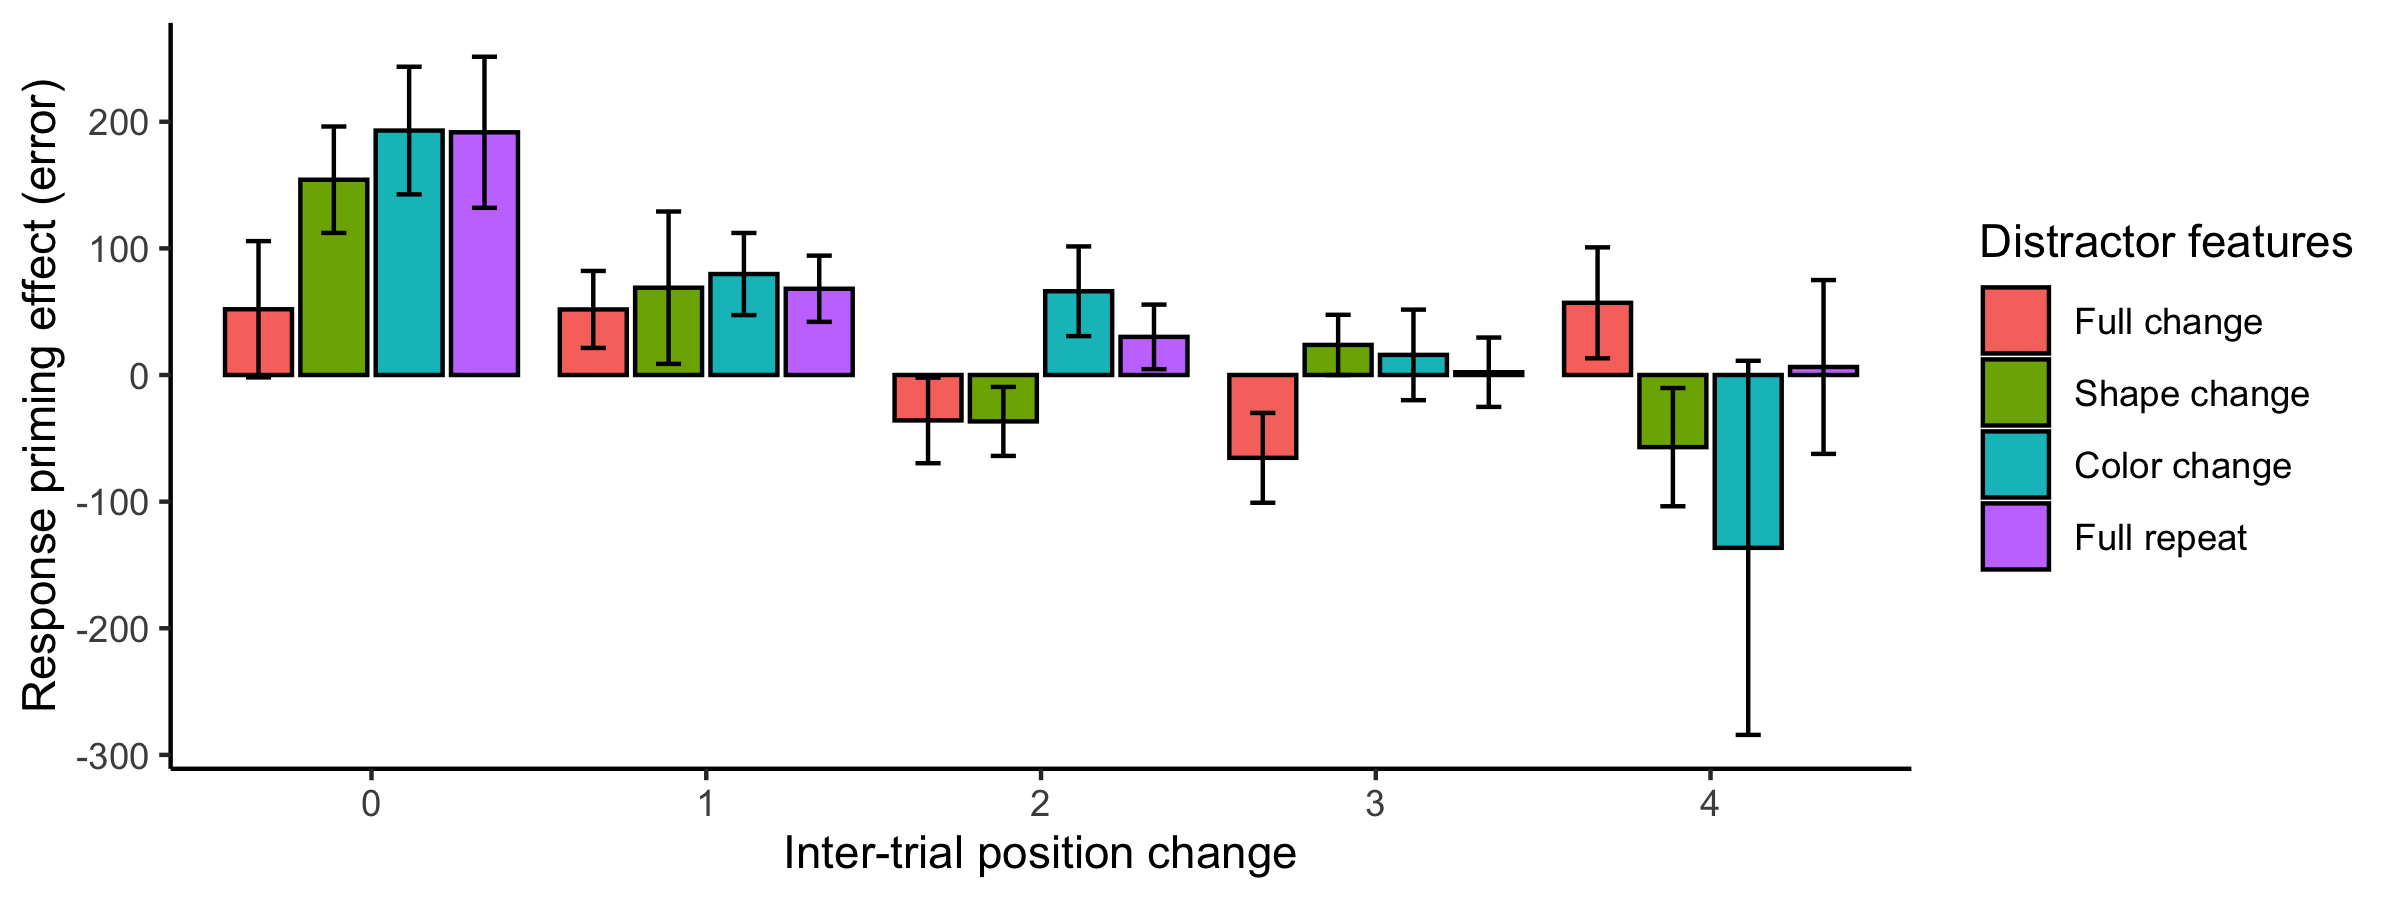 Response priming effect (error)
200
100
0
-100
-200
-300
0 1 2 3 4
Inter-trial position change
Distractor features
Full change
Shape change
Color change
Full repeat